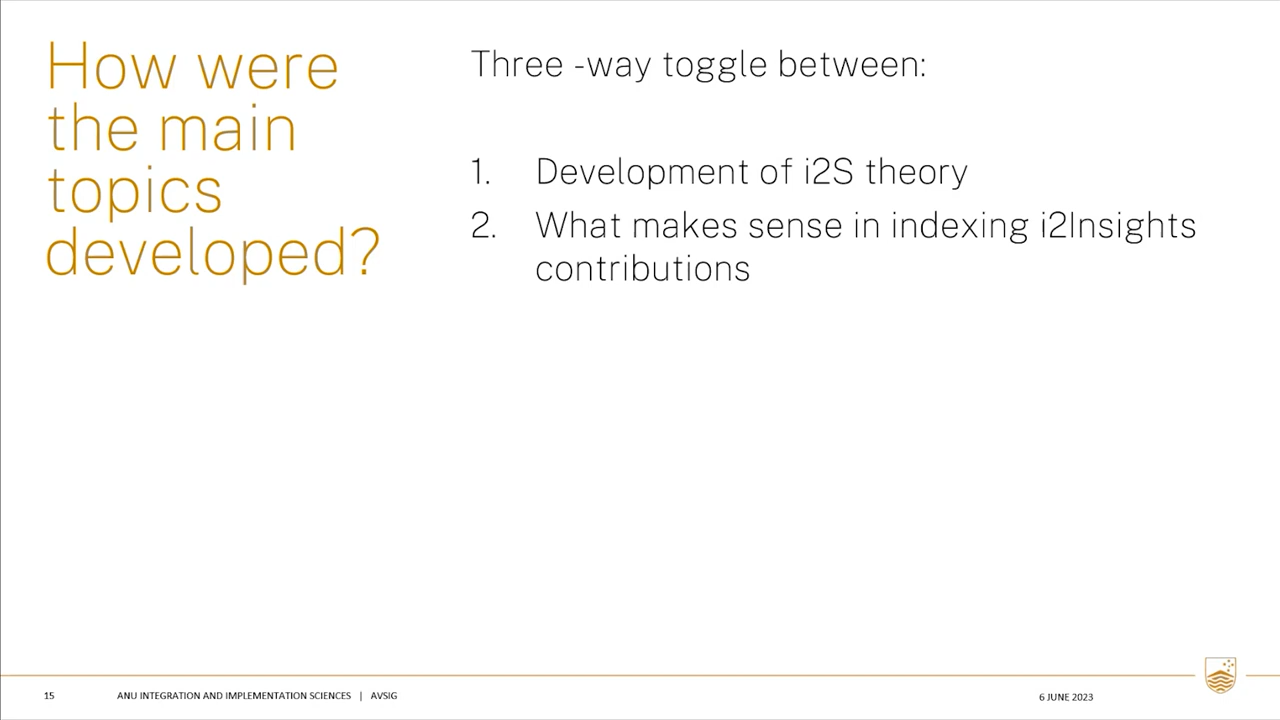 How were
the main
topics
developed?
Three -way toggle between:
1. Development of i2S theory
2. What makes sense in indexing i2Insights
contributions
15 ANU INTEGRATION AND IMPLEMENTATION SCIENCES | AVSIG 6 JUNE 2023